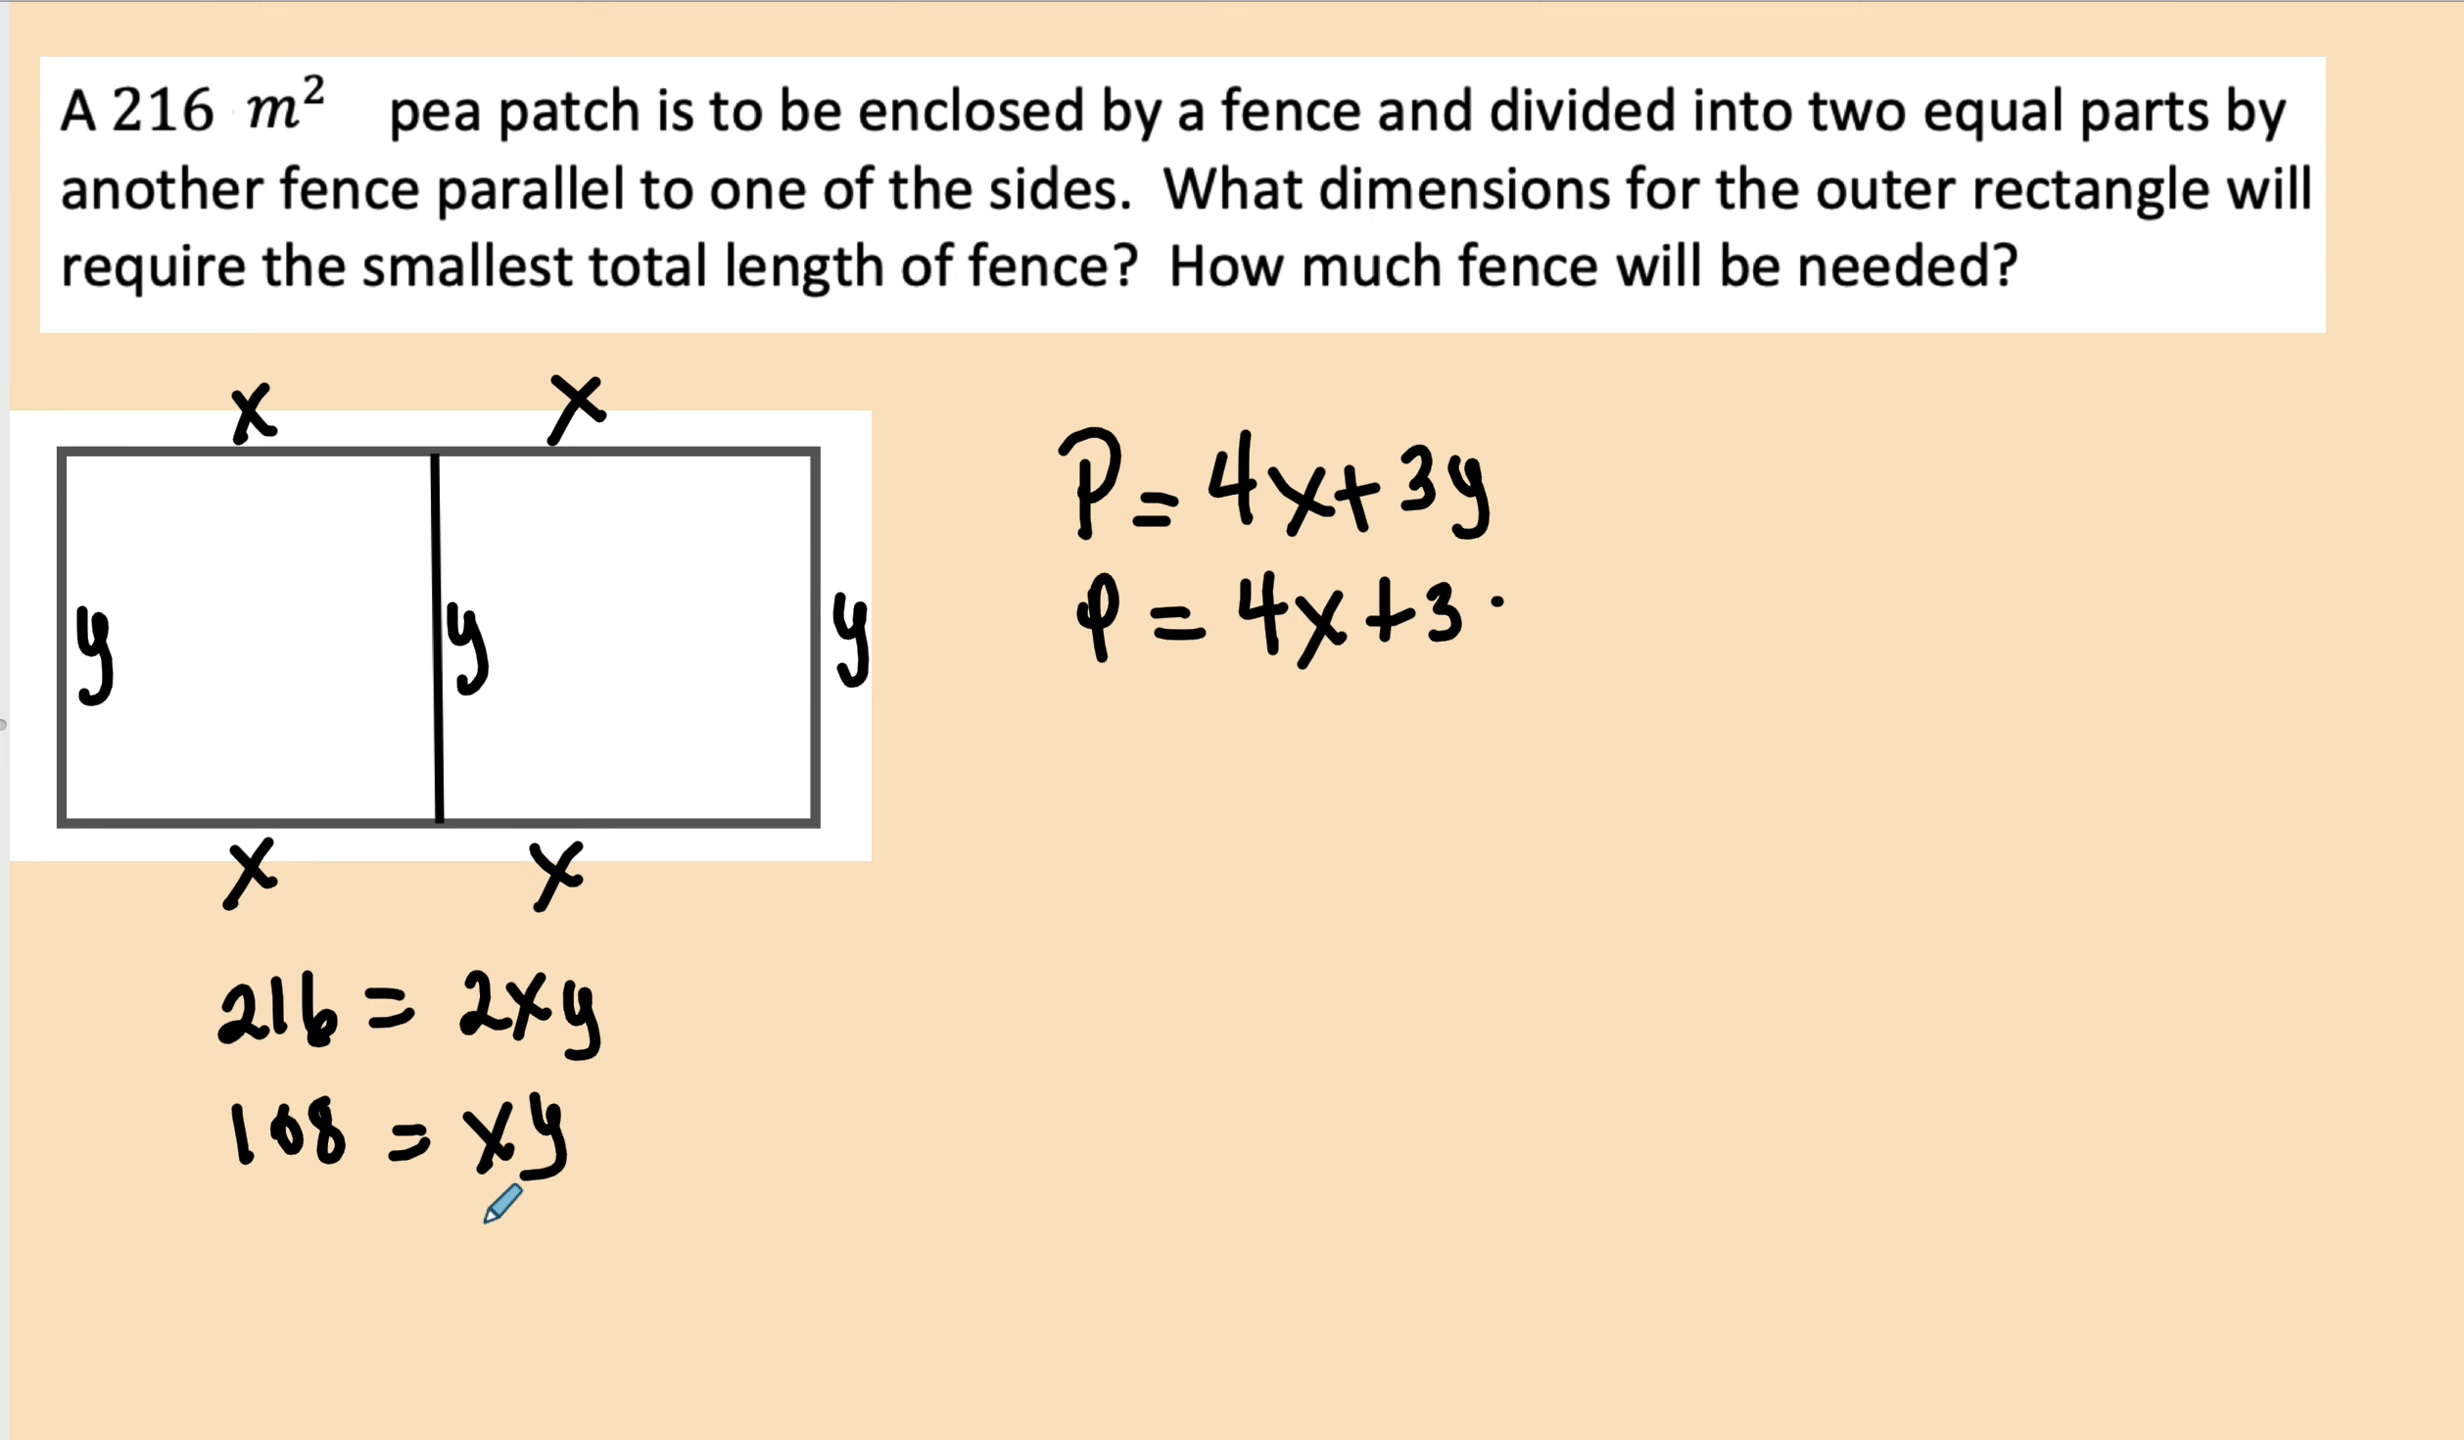 A 216 m² pea patch is to be enclosed by a fence and divided into two equal parts by
another fence parallel to one of the sides. What dimensions for the outer rectangle will
require the smallest total length of fence? How much fence will be needed?
x x
y y y
x x
216 = 2xy
108 = xy
P = 4x + 3y
P = 4x + 3 ·